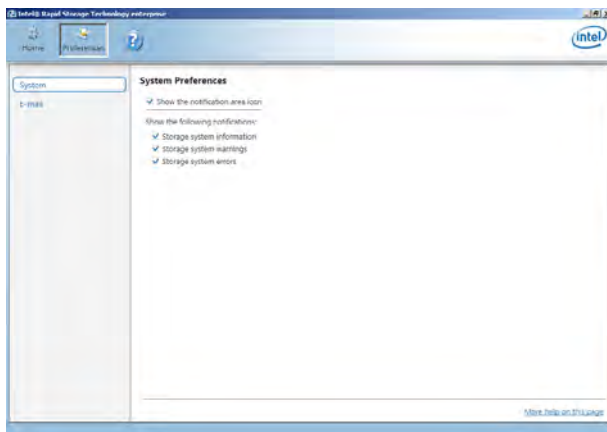 Intel® Rapid Storage Technology enterprise
Home
Preferences
?
intel
System
E-mail
System Preferences
Show the notification area icon
Show the following notifications:
Storage system information
Storage system warnings
Storage system errors
More help on this page